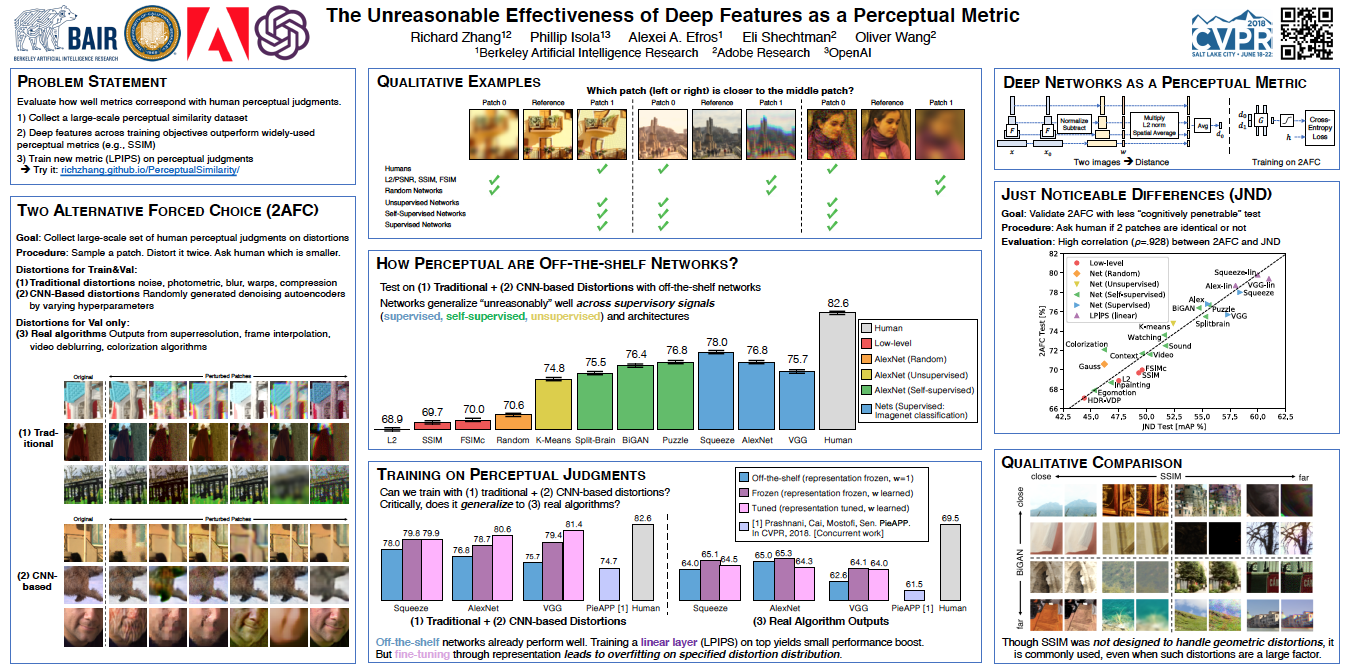 BAIR
BERKELEY ARTIFICIAL INTELLIGENCE RESEARCH
The Unreasonable Effectiveness of Deep Features as a Perceptual Metric
Richard Zhang12 Phillip Isola13 Alexei A. Efros1 Eli Shechtman2 Oliver Wang2
1Berkeley Artificial Intelligence Research 2Adobe Research 3OpenAI
2018
CVPR
SALT LAKE CITY • JUNE 18-22
PROBLEM STATEMENT
Evaluate how well metrics correspond with human perceptual judgments.
1) Collect a large-scale perceptual similarity dataset
2) Deep features across training objectives outperform widely-used
perceptual metrics (e.g., SSIM)
3) Train new metric (LPIPS) on perceptual judgments
➔ Try it: richzhang.github.io/PerceptualSimilarity/
TWO ALTERNATIVE FORCED CHOICE (2AFC)
Goal: Collect large-scale set of human perceptual judgments on distortions
Procedure: Sample a patch. Distort it twice. Ask human which is smaller.
Distortions for Train&Val:
(1) Traditional distortions noise, photometric, blur, warps, compression
(2) CNN-Based distortions Randomly generated denoising autoencoders
by varying hyperparameters
Distortions for Val only:
(3) Real algorithms Outputs from superresolution, frame interpolation,
video deblurring, colorization algorithms
Original Perturbed Patches
(1) Trad-
itional
Original Perturbed Patches
(2) CNN-
based
QUALITATIVE EXAMPLES
Which patch (left or right) is closer to the middle patch?
Patch 0 Reference Patch 1 Patch 0 Reference Patch 1 Patch 0 Reference Patch 1
Humans
L2/PSNR, SSIM, FSIM
Random Networks
Unsupervised Networks
Self-Supervised Networks
Supervised Networks
HOW PERCEPTUAL ARE OFF-THE-SHELF NETWORKS?
Test on (1) Traditional + (2) CNN-based Distortions with off-the-shelf networks
Networks generalize "unreasonably" well across supervisory signals
(supervised, self-supervised, unsupervised) and architectures
68.9 69.7 70.0 70.6 74.8 75.5 76.4 76.8 78.0 76.8 75.7 82.6
L2 SSIM FSIMc Random K-Means Split-Brain BiGAN Puzzle Squeeze AlexNet VGG Human
Human
Low-level
AlexNet (Random)
AlexNet (Unsupervised)
AlexNet (Self-supervised)
Nets (Supervised:
Imagenet classification)
TRAINING ON PERCEPTUAL JUDGMENTS
Can we train with (1) traditional + (2) CNN-based distortions?
Critically, does it generalize to (3) real algorithms?
Off-the-shelf (representation frozen, w=1)
Frozen (representation frozen, w learned)
Tuned (representation tuned, w learned)
[1] Prashnani, Cai, Mostofi, Sen. PieAPP.
In CVPR, 2018. [Concurrent work]
78.0 79.8 79.9 76.8 78.7 80.6 75.7 79.4 81.4 74.7 82.6
64.0 65.1 64.5 65.0 65.3 64.3 62.6 64.1 64.0 61.5 69.5
Squeeze AlexNet VGG PieAPP [1] Human Squeeze AlexNet VGG PieAPP [1] Human
(1) Traditional + (2) CNN-based Distortions (3) Real Algorithm Outputs
Off-the-shelf networks already perform well. Training a linear layer (LPIPS) on top yields small performance boost.
But fine-tuning through representation leads to overfitting on specified distortion distribution.
DEEP NETWORKS AS A PERCEPTUAL METRIC
F F
x x0
Normalize
Subtract
w
Multiply
L2 norm
Spatial Average
Avg
d0
d0
d1
G
h
Cross-
Entropy
Loss
Two images ➔ Distance Training on 2AFC
JUST NOTICEABLE DIFFERENCES (JND)
Goal: Validate 2AFC with less "cognitively penetrable" test
Procedure: Ask human if 2 patches are identical or not
Evaluation: High correlation (ρ=.928) between 2AFC and JND
2AFC Test [%]
82
80
78
76
74
72
70
68
66
Low-level
Net (Random)
Net (Unsupervised)
Net (Self-supervised)
Net (Supervised)
LPIPS (linear)
Squeeze-lin
Alex-lin
VGG-lin
Squeeze
Alex
BiGAN
Puzzle
VGG
Splitbrain
K-means
Watching
Colorization
Sound
Context
Video
Gauss
FSIMc
SSIM
L2
Inpainting
Egomotion
HDR-VDP
42.5 45.0 47.5 50.0 52.5 55.0 57.5 60.0 62.5
JND Test [mAP %]
QUALITATIVE COMPARISON
close SSIM far
close
BiGAN
far
Though SSIM was not designed to handle geometric distortions, it
is commonly used, even when such distortions are a large factor.